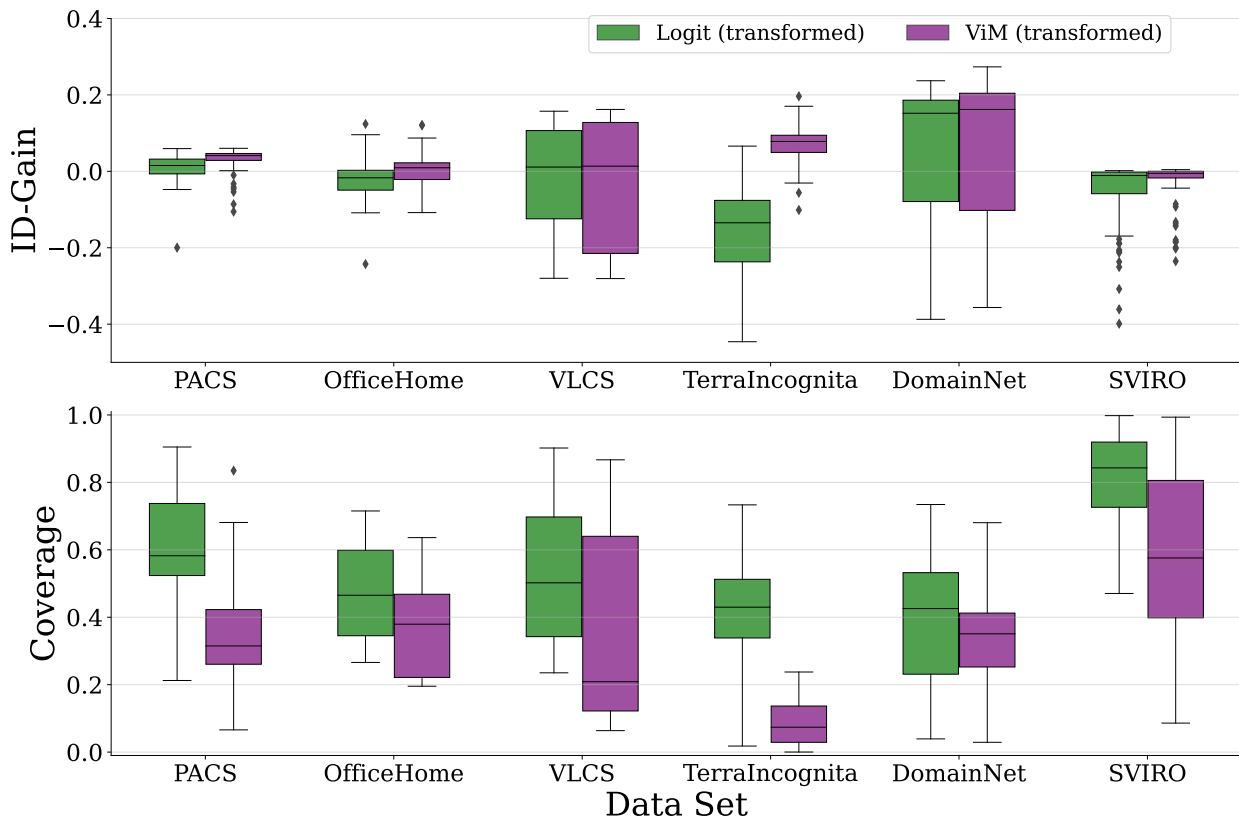 Logit (transformed) ViM (transformed)
ID-Gain
0.4
0.2
0.0
−0.2
−0.4
PACS OfficeHome VLCS TerraIncognita DomainNet SVIRO
Coverage
1.0
0.8
0.6
0.4
0.2
0.0
PACS OfficeHome VLCS TerraIncognita DomainNet SVIRO
Data Set